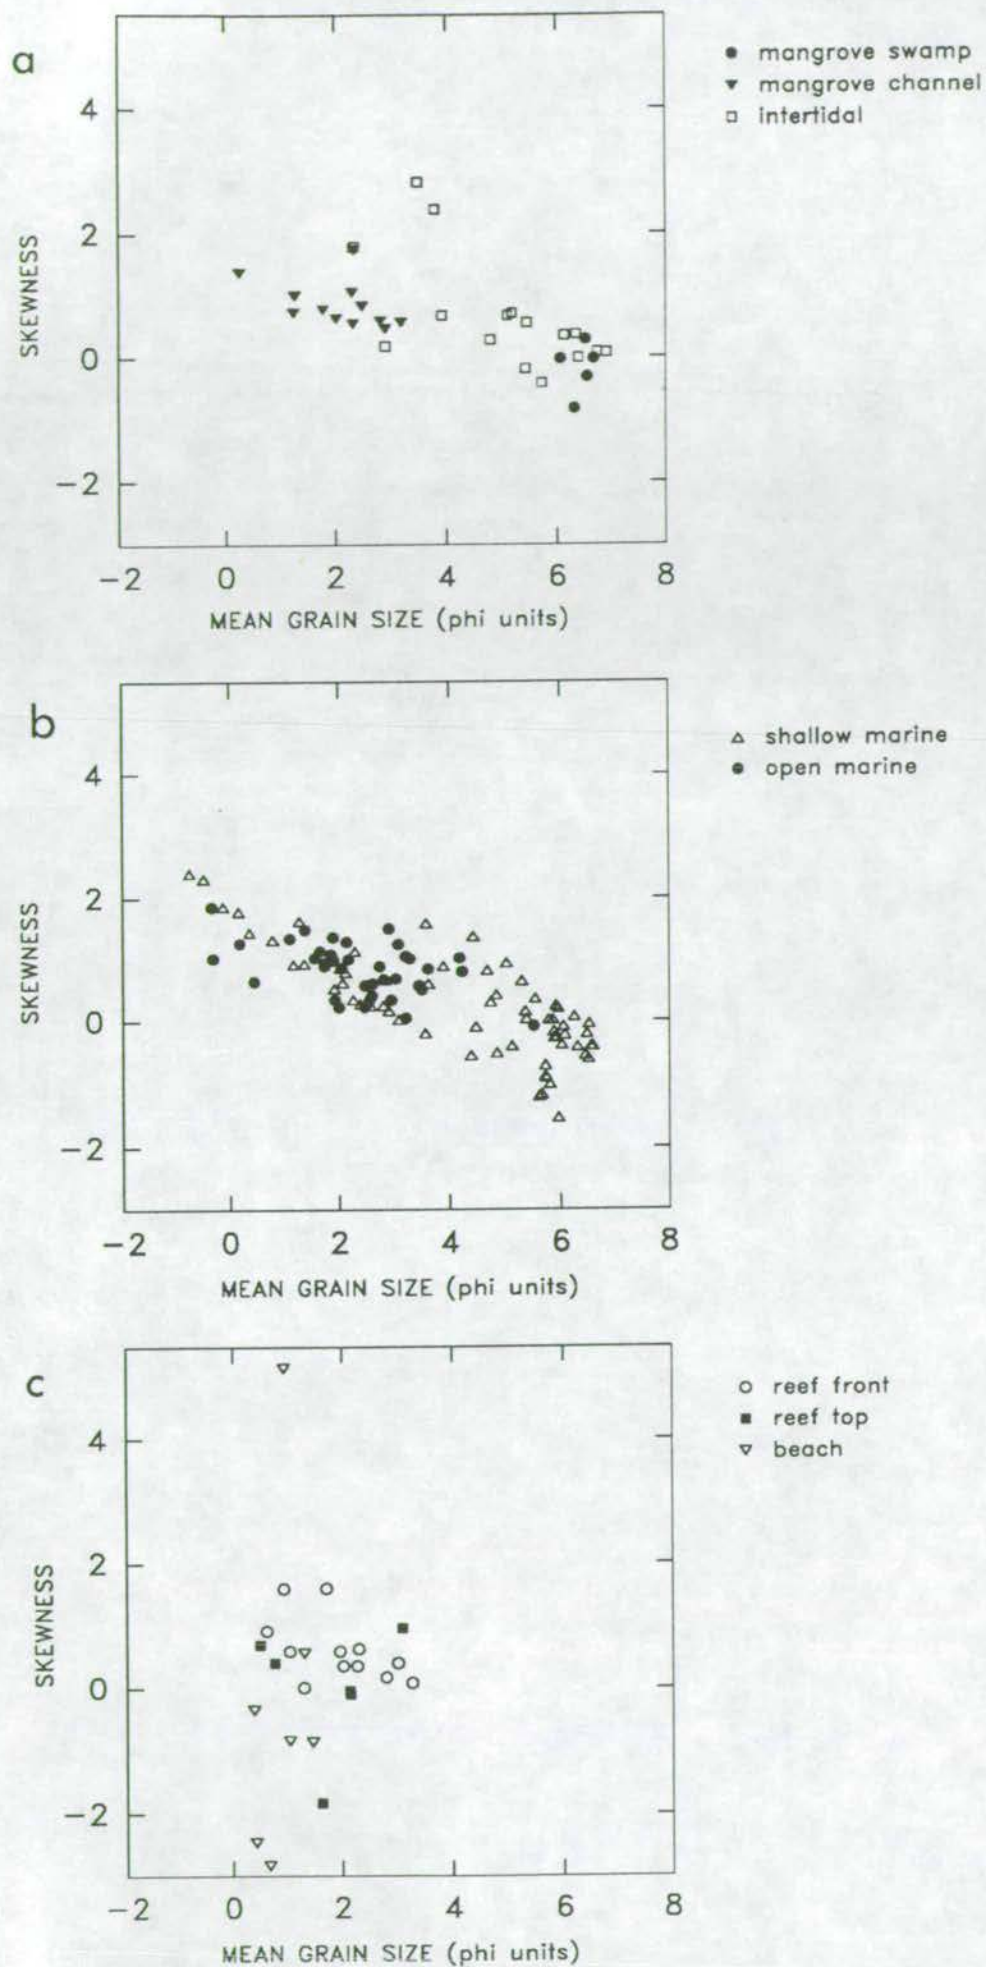 a
mangrove swamp
mangrove channel
intertidal
4
2
0
−2
SKEWNESS
−2 0 2 4 6 8
MEAN GRAIN SIZE (phi units)
b
shallow marine
open marine
4
2
0
−2
SKEWNESS
−2 0 2 4 6 8
MEAN GRAIN SIZE (phi units)
c
reef front
reef top
beach
4
2
0
−2
SKEWNESS
−2 0 2 4 6 8
MEAN GRAIN SIZE (phi units)